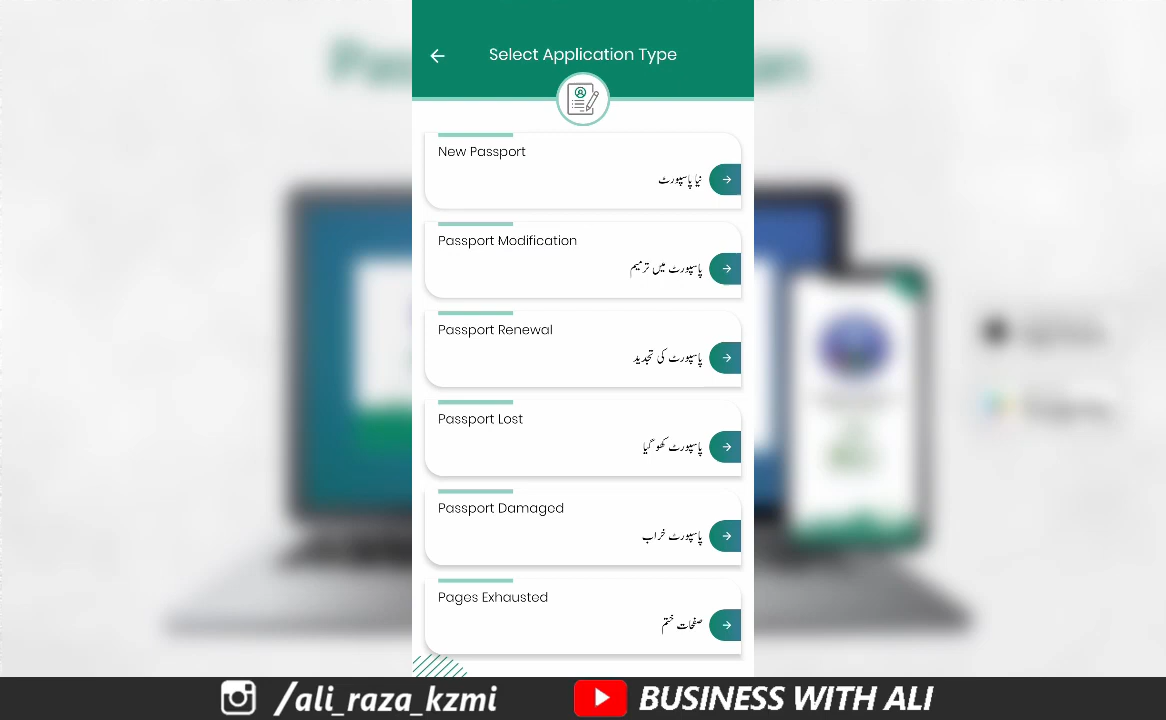 Select Application Type
New Passport
نیا پاسپورٹ
Passport Modification
پاسپورٹ میں ترمیم
Passport Renewal
پاسپورٹ کی تجدید
Passport Lost
پاسپورٹ کھو گیا
Passport Damaged
پاسپورٹ خراب
Pages Exhausted
صفحات ختم
/ali_raza_kzmi
BUSINESS WITH ALI